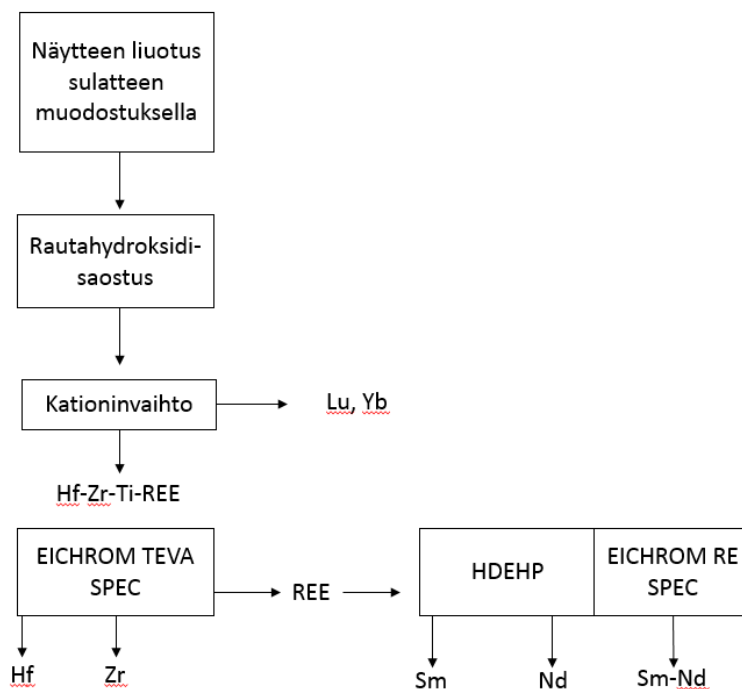 Näytteen liuotus
sulatteen
muodostuksella
Rautahydroksidi-
saostus
Kationinvaihto
Lu, Yb
Hf-Zr-Ti-REE
EICHROM TEVA
SPEC
REE
HDEHP
EICHROM RE
SPEC
Hf
Zr
Sm
Nd
Sm-Nd